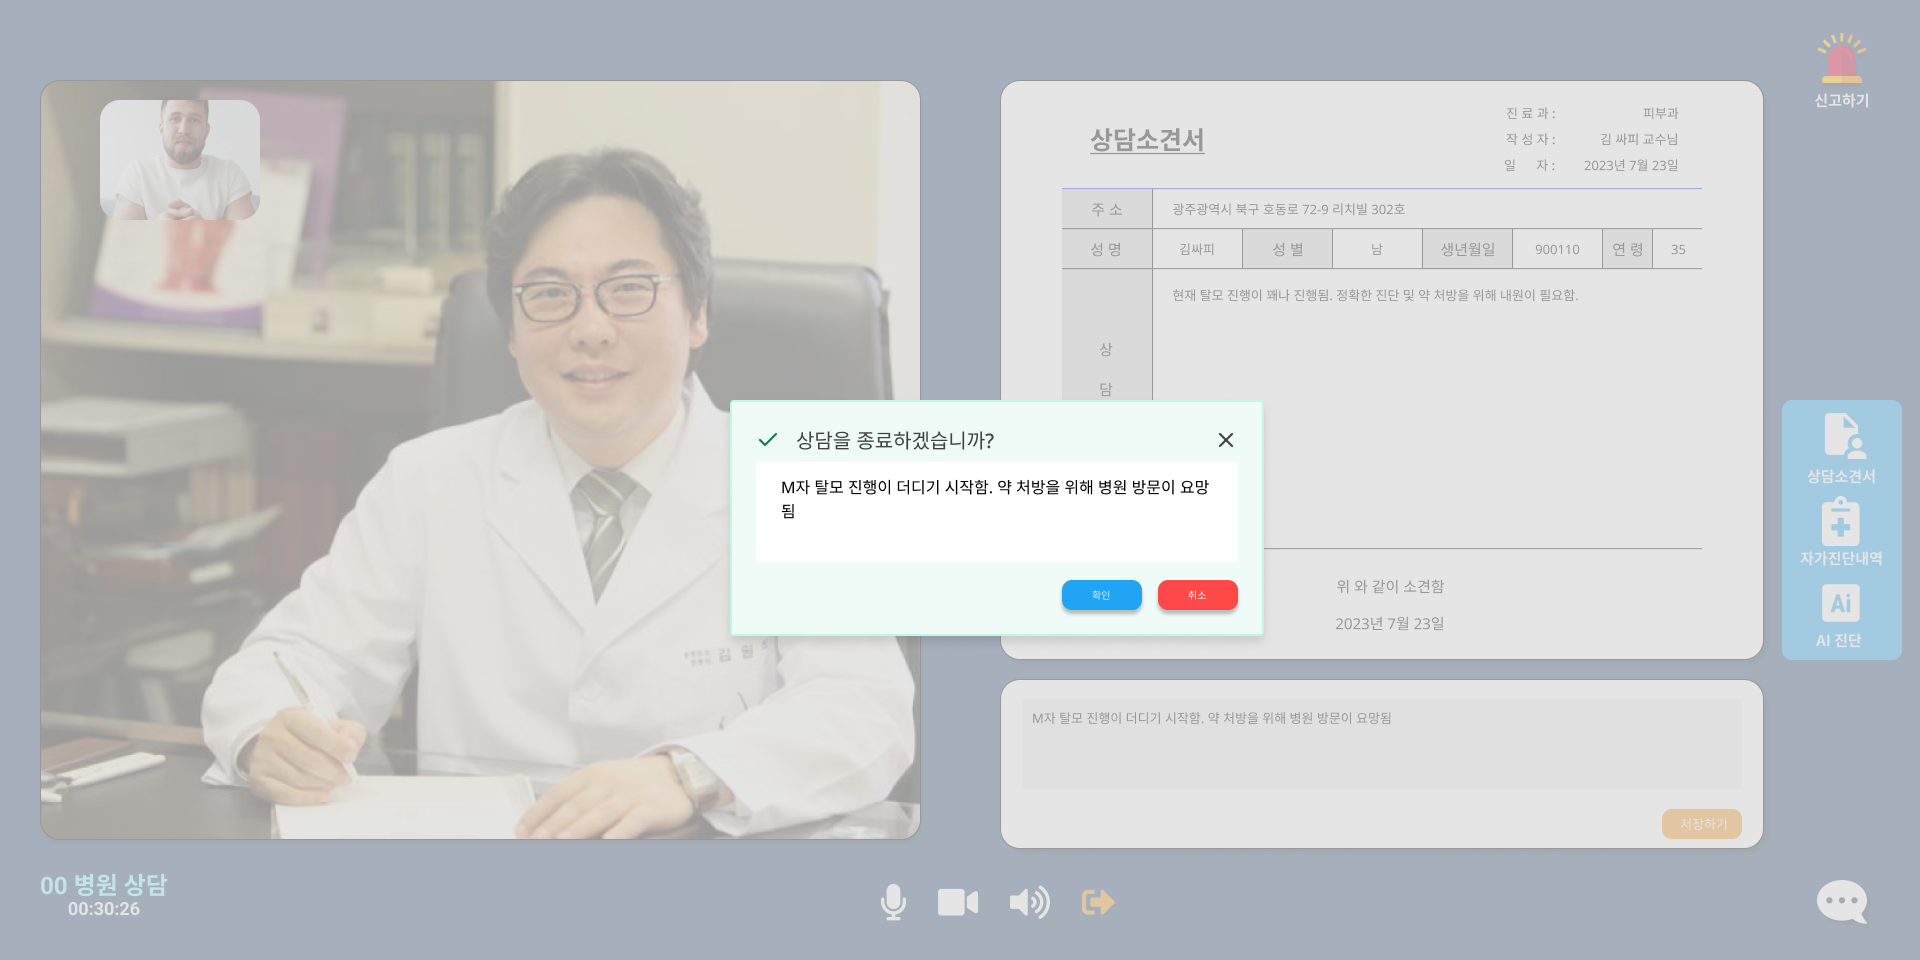 신고하기
상담소견서
진 료 과 : 피부과
작 성 자 : 김 싸피 교수님
일 자 : 2023년 7월 23일
주 소 광주광역시 북구 호동로 72-9 리치빌 302호
성 명 김싸피 성 별 남 생년월일 900110 연 령 35
현재 탈모 진행이 꽤나 진행됨. 정확한 진단 및 약 처방을 위해 내원이 필요함.
상
담
상담을 종료하겠습니까?
M자 탈모 진행이 더디기 시작함. 약 처방을 위해 병원 방문이 요망
됨
확인 취소
위 와 같이 소견함
2023년 7월 23일
상담소견서
자가진단내역
Ai
AI 진단
M자 탈모 진행이 더디기 시작함. 약 처방을 위해 병원 방문이 요망됨
저장하기
00 병원 상담
00:30:26
김 원